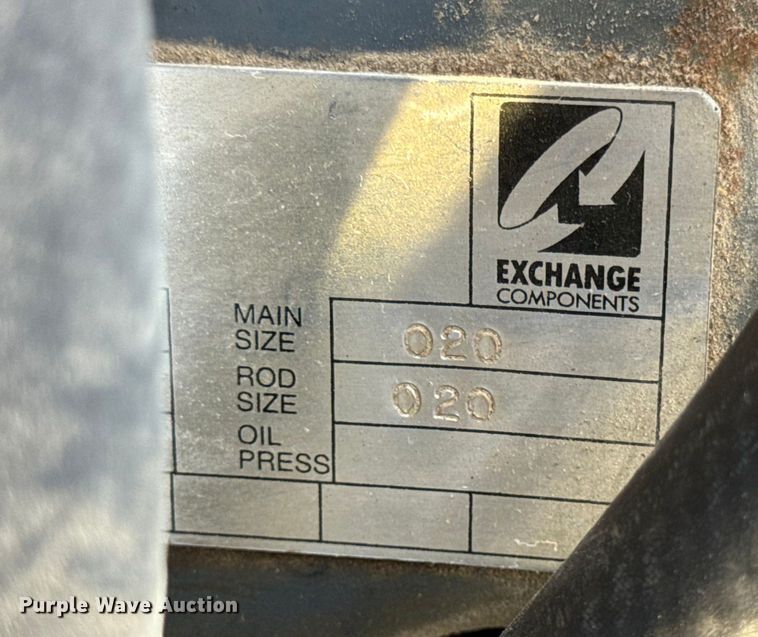 EXCHANGE
COMPONENTS
MAIN
SIZE 020
ROD
SIZE 020
OIL
PRESS
Purple Wave Auction